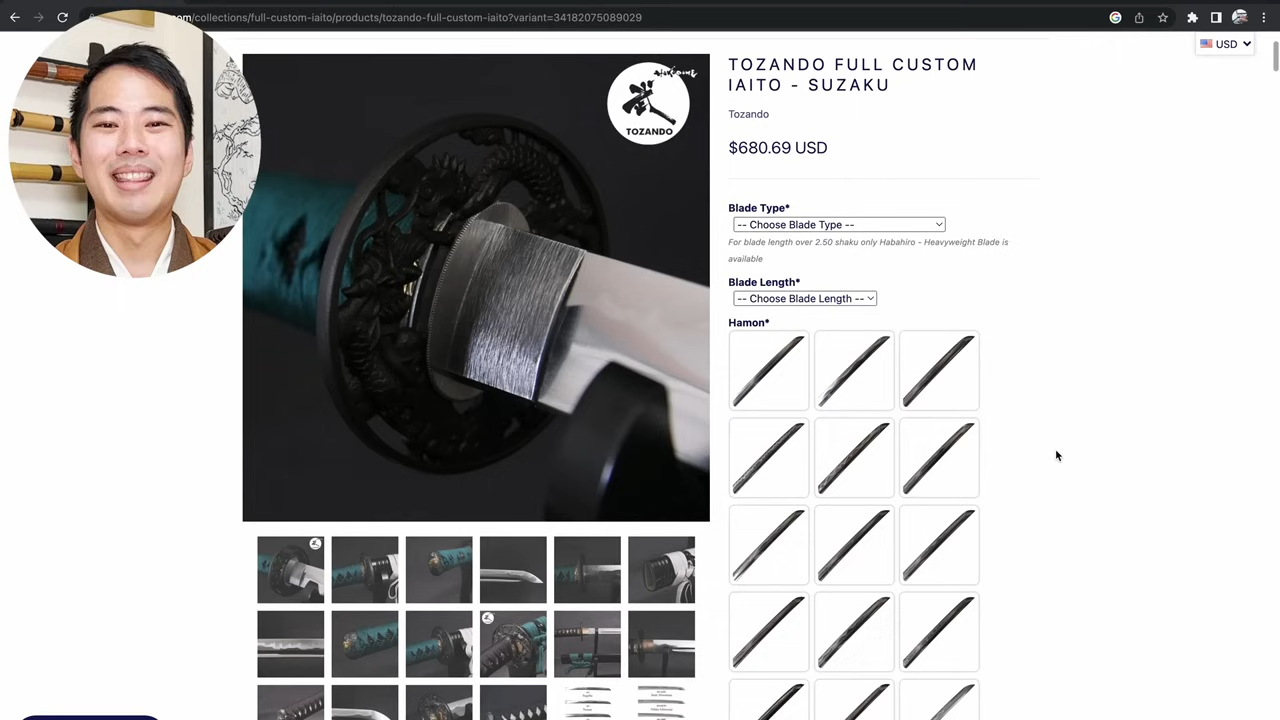 com/collections/full-custom-iaito/products/tozando-full-custom-iaito?variant=34182075089029
USD
TOZANDO
TOZANDO FULL CUSTOM
IAITO - SUZAKU
Tozando
$680.69 USD
Blade Type*
-- Choose Blade Type --
For blade length over 2.50 shaku only Habahiro - Heavyweight Blade is
available
Blade Length*
-- Choose Blade Length --
Hamon*